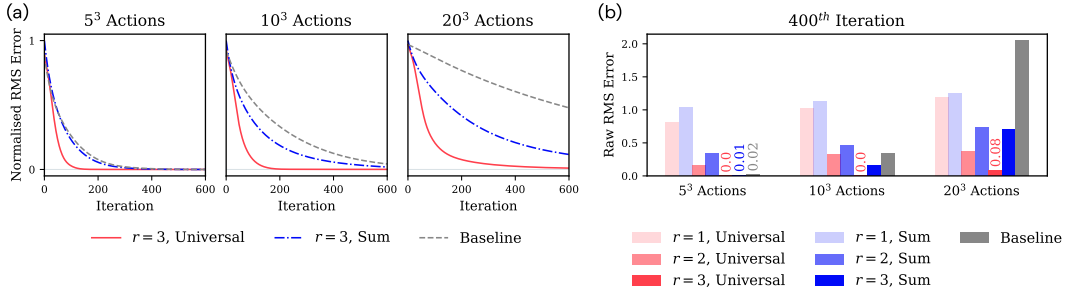 (a)
5³ Actions
10³ Actions
20³ Actions
Normalised RMS Error
1
0
0 200 400 600
0 200 400 600
0 200 400 600
Iteration
Iteration
Iteration
r = 3, Universal
r = 3, Sum
Baseline
(b)
400ᵗʰ Iteration
Raw RMS Error
2.0
1.5
1.0
0.5
0.0
0.0
0.01
0.02
0.0
0.08
5³ Actions
10³ Actions
20³ Actions
r = 1, Universal
r = 1, Sum
Baseline
r = 2, Universal
r = 2, Sum
r = 3, Universal
r = 3, Sum